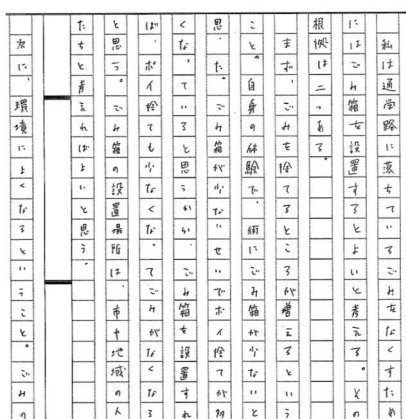 私は通学路に落ちているごみをなくすため
にはごみ箱を設置するとよいと考える。その
根拠は二つある。
まず、ごみを捨てるところが増えるという
こと。自身の体験で、街にごみ箱が少ないと
思った。ごみ箱が少ないせいでポイ捨てが多
くなっていると思うから、ごみ箱を設置すれ
ば、ポイ捨ても少なくなって、ごみがなくなる
と思う。ごみ箱の設置場所は、市や地域の人
たちと考えればよいと思う。
次に、環境によくなるということ。ごみの